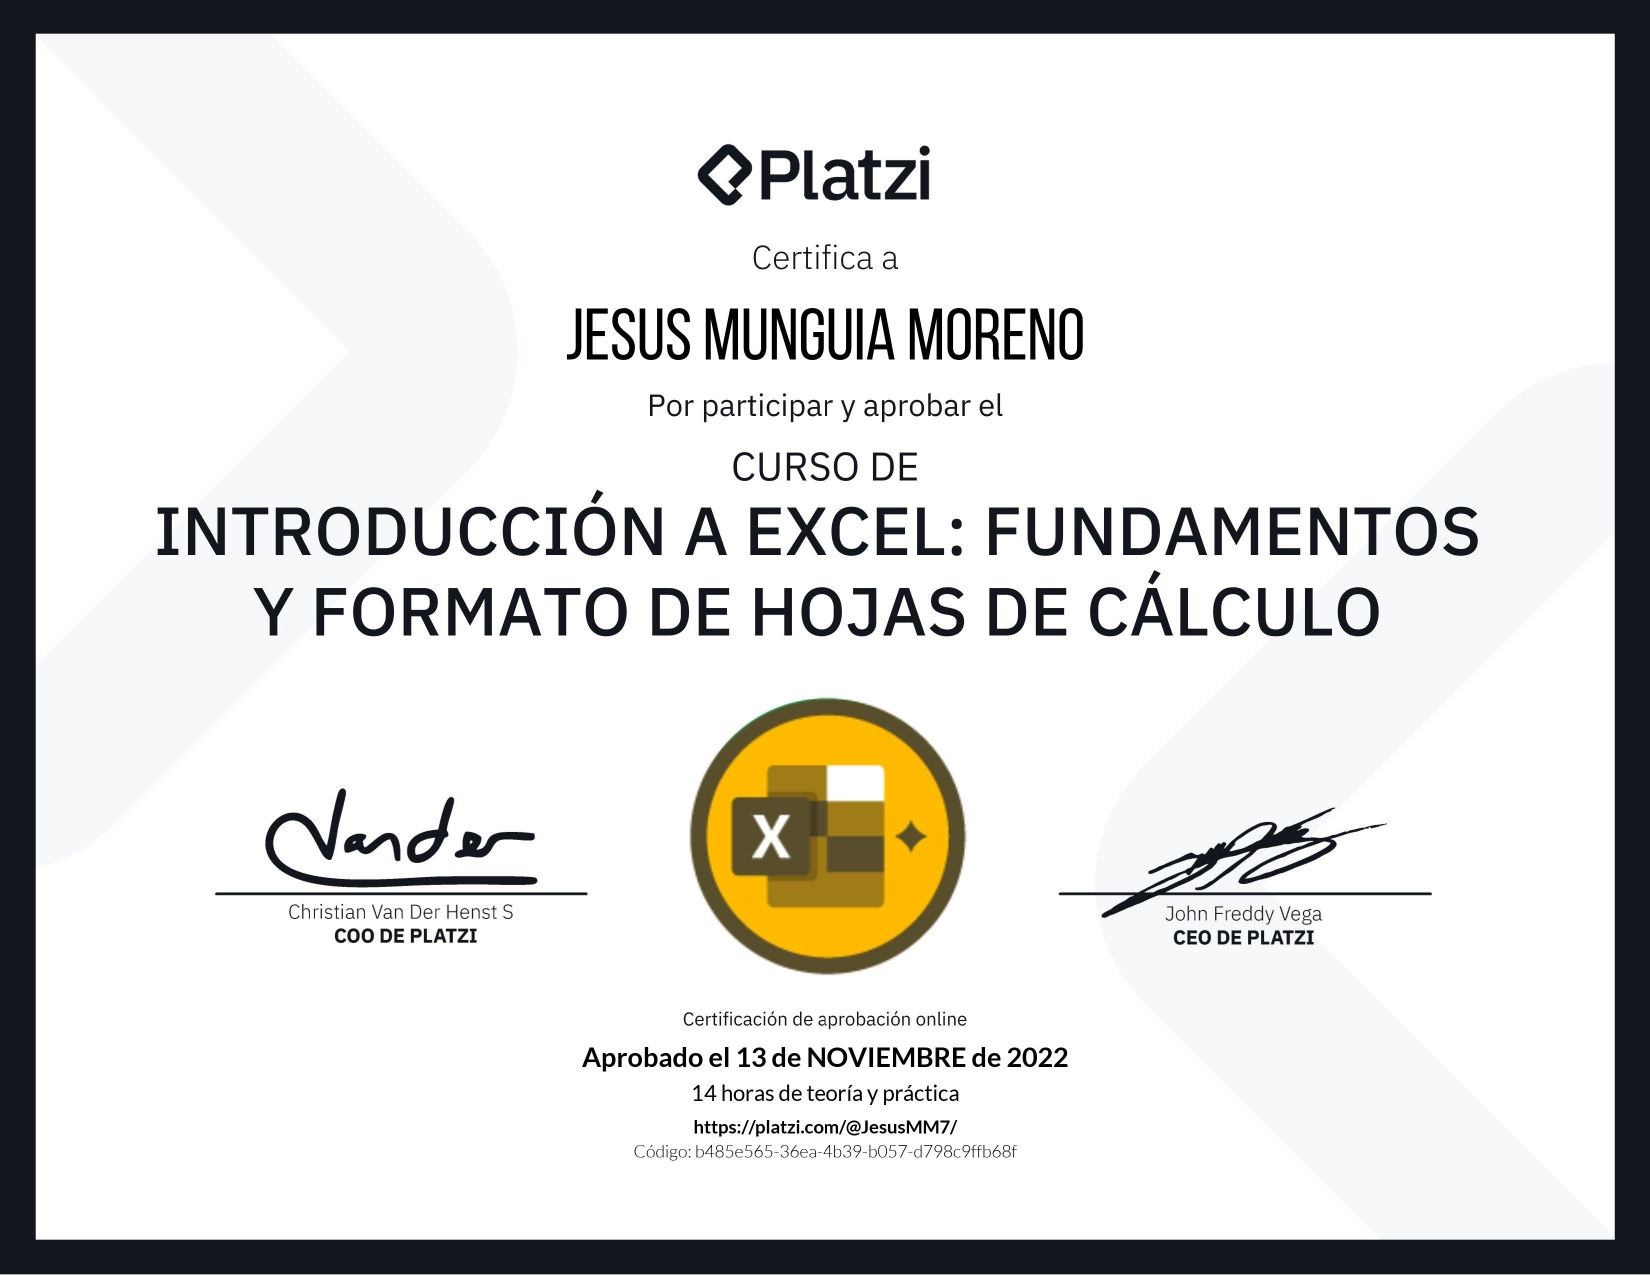 Platzi
Certifica a
JESUS MUNGUIA MORENO
Por participar y aprobar el
CURSO DE
INTRODUCCIÓN A EXCEL: FUNDAMENTOS
Y FORMATO DE HOJAS DE CÁLCULO
X
Vander
Christian Van Der Henst S
COO DE PLATZI
John Freddy Vega
CEO DE PLATZI
Certificación de aprobación online
Aprobado el 13 de NOVIEMBRE de 2022
14 horas de teoría y práctica
https://platzi.com/@JesusMM7/
Código: b485e565-36ea-4b39-b057-d798c9ffb68f